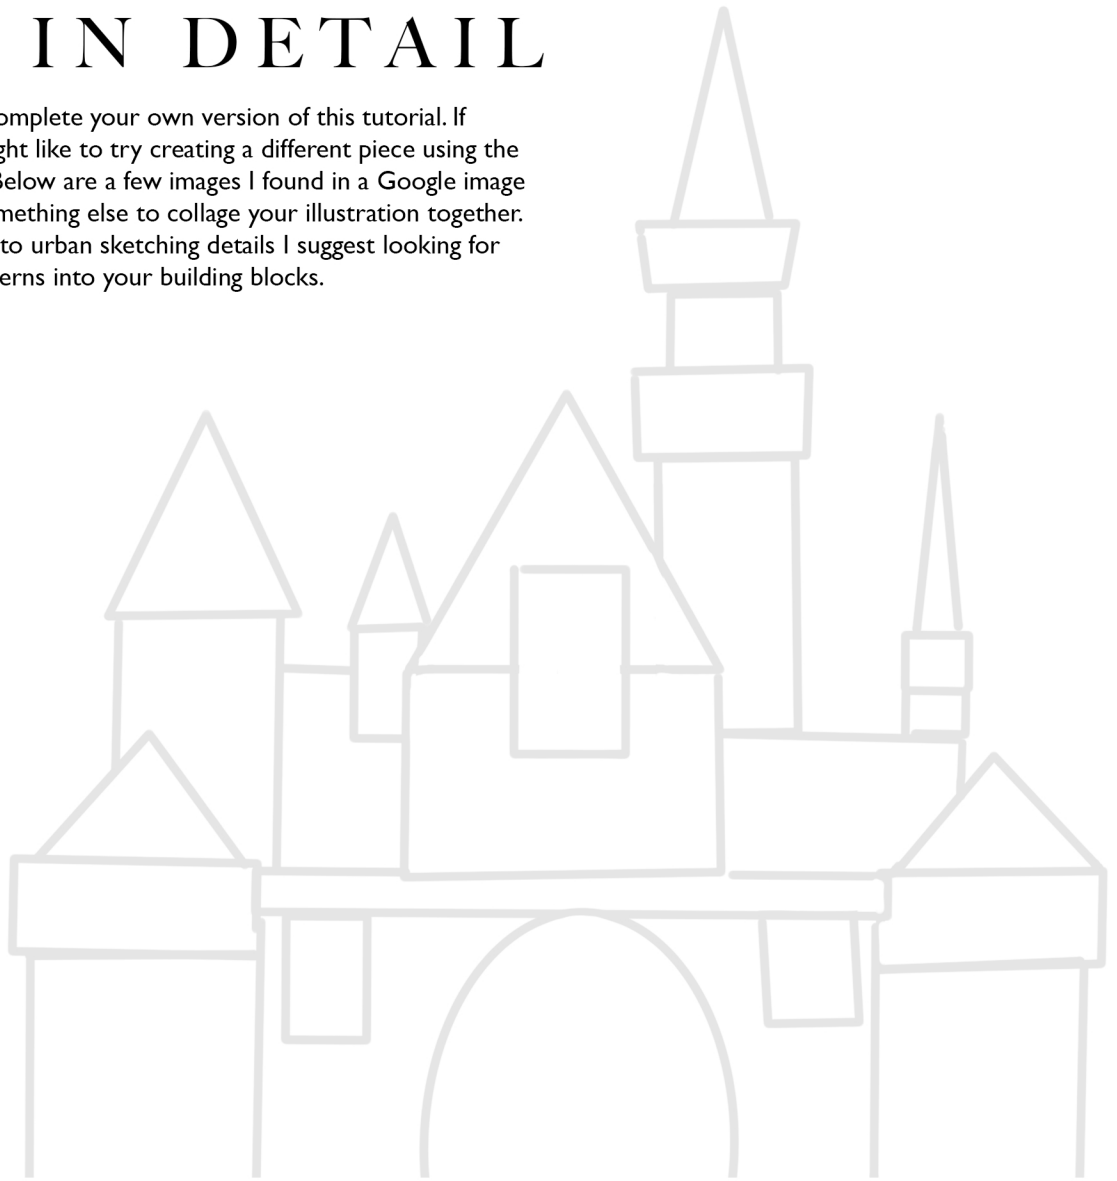 IN DETAIL
omplete your own version of this tutorial. If
ght like to try creating a different piece using the
Below are a few images I found in a Google image
mething else to collage your illustration together.
to urban sketching details I suggest looking for
erns into your building blocks.